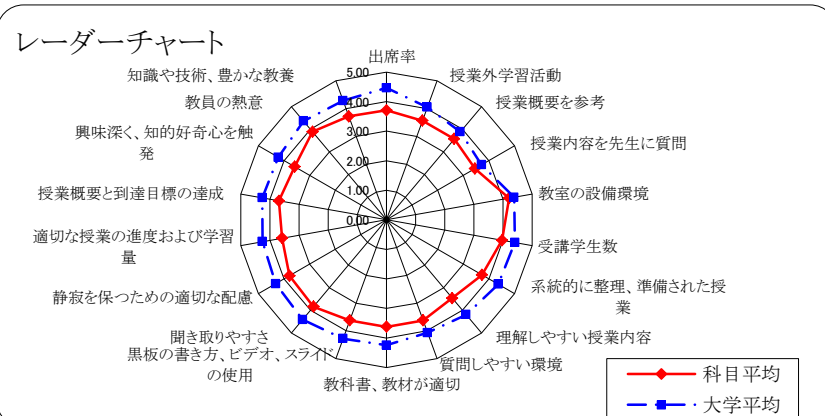 レーダーチャート
出席率
授業外学習活動
授業概要を参考
授業内容を先生に質問
教室の設備環境
受講学生数
系統的に整理、準備された授
業
理解しやすい授業内容
質問しやすい環境
教科書、教材が適切
黒板の書き方、ビデオ、スライド
の使用
聞き取りやすさ
静寂を保つための適切な配慮
適切な授業の進度および学習
量
授業概要と到達目標の達成
興味深く、知的好奇心を触
発
教員の熱意
知識や技術、豊かな教養
5.00
4.00
3.00
2.00
1.00
0.00
科目平均
大学平均